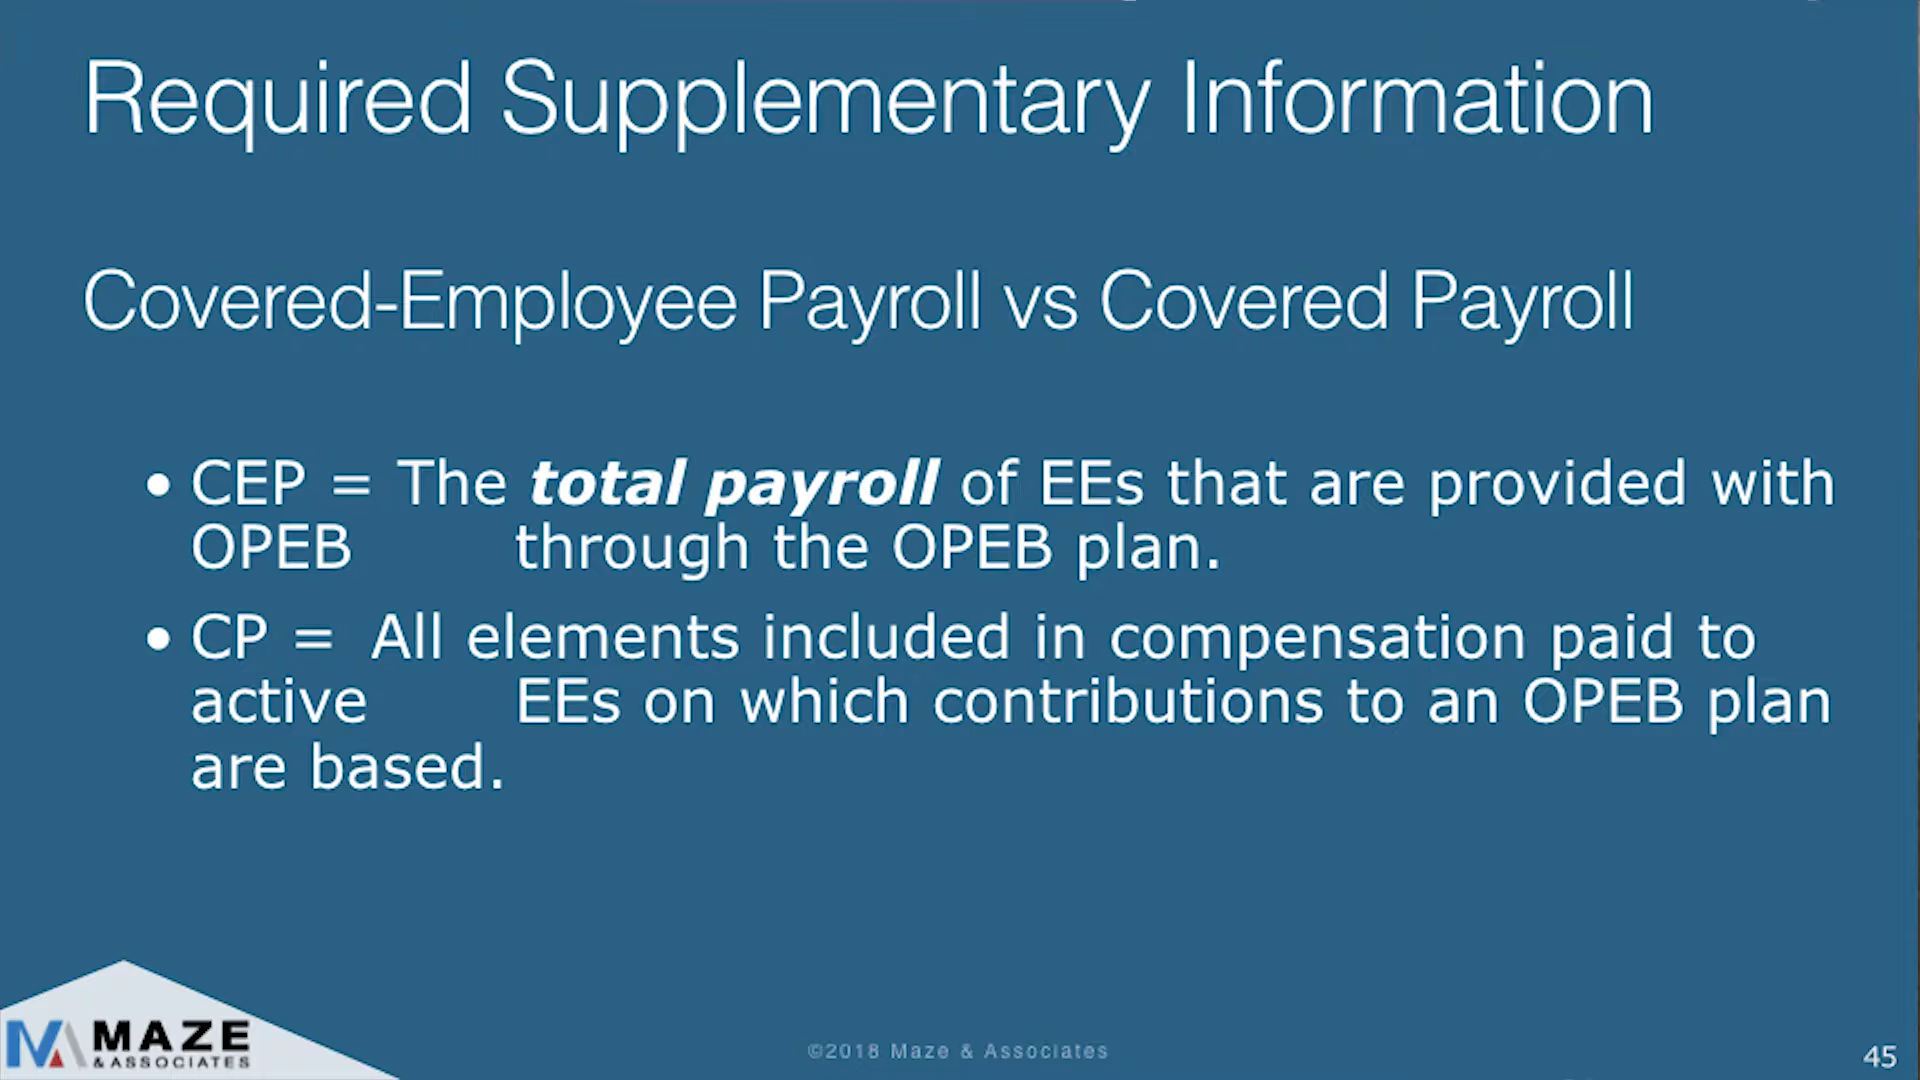 Required Supplementary Information
Covered-Employee Payroll vs Covered Payroll
• CEP = The total payroll of EEs that are provided with
OPEB through the OPEB plan.
• CP = All elements included in compensation paid to
active EEs on which contributions to an OPEB plan
are based.
MAZE
& ASSOCIATES
©2018 Maze & Associates
45